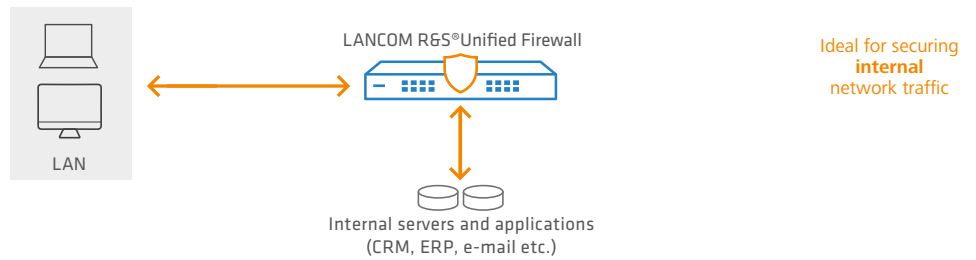 LANCOM R&S®Unified Firewall
Ideal for securing
internal
network traffic
LAN
Internal servers and applications
(CRM, ERP, e-mail etc.)